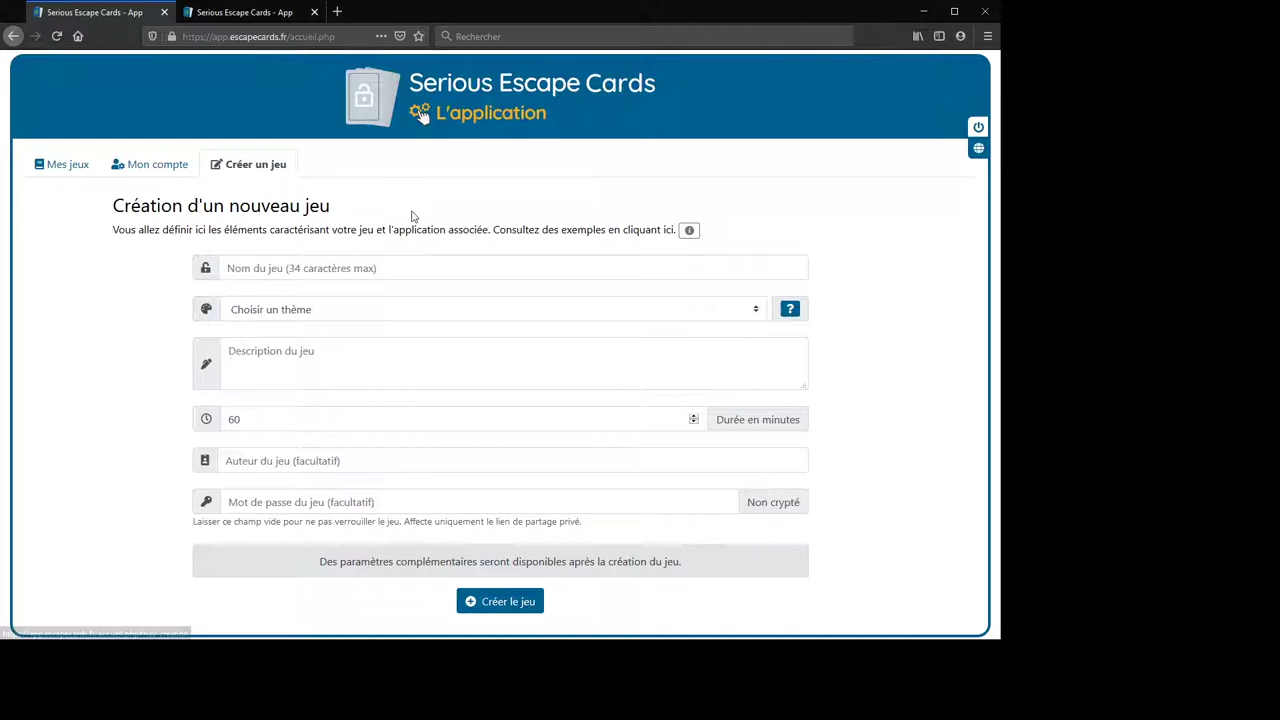 Serious Escape Cards - App
Serious Escape Cards - App
https://app.escapecards.fr/accueil.php
Rechercher
Serious Escape Cards
L'application
Mes jeux
Mon compte
Créer un jeu
Création d'un nouveau jeu
Vous allez définir ici les éléments caractérisant votre jeu et l'application associée. Consultez des exemples en cliquant ici.
Nom du jeu (34 caractères max)
Choisir un thème
?
Description du jeu
60
Durée en minutes
Auteur du jeu (facultatif)
Mot de passe du jeu (facultatif)
Non crypté
Laisser ce champ vide pour ne pas verrouiller le jeu. Affecte uniquement le lien de partage privé.
Des paramètres complémentaires seront disponibles après la création du jeu.
Créer le jeu